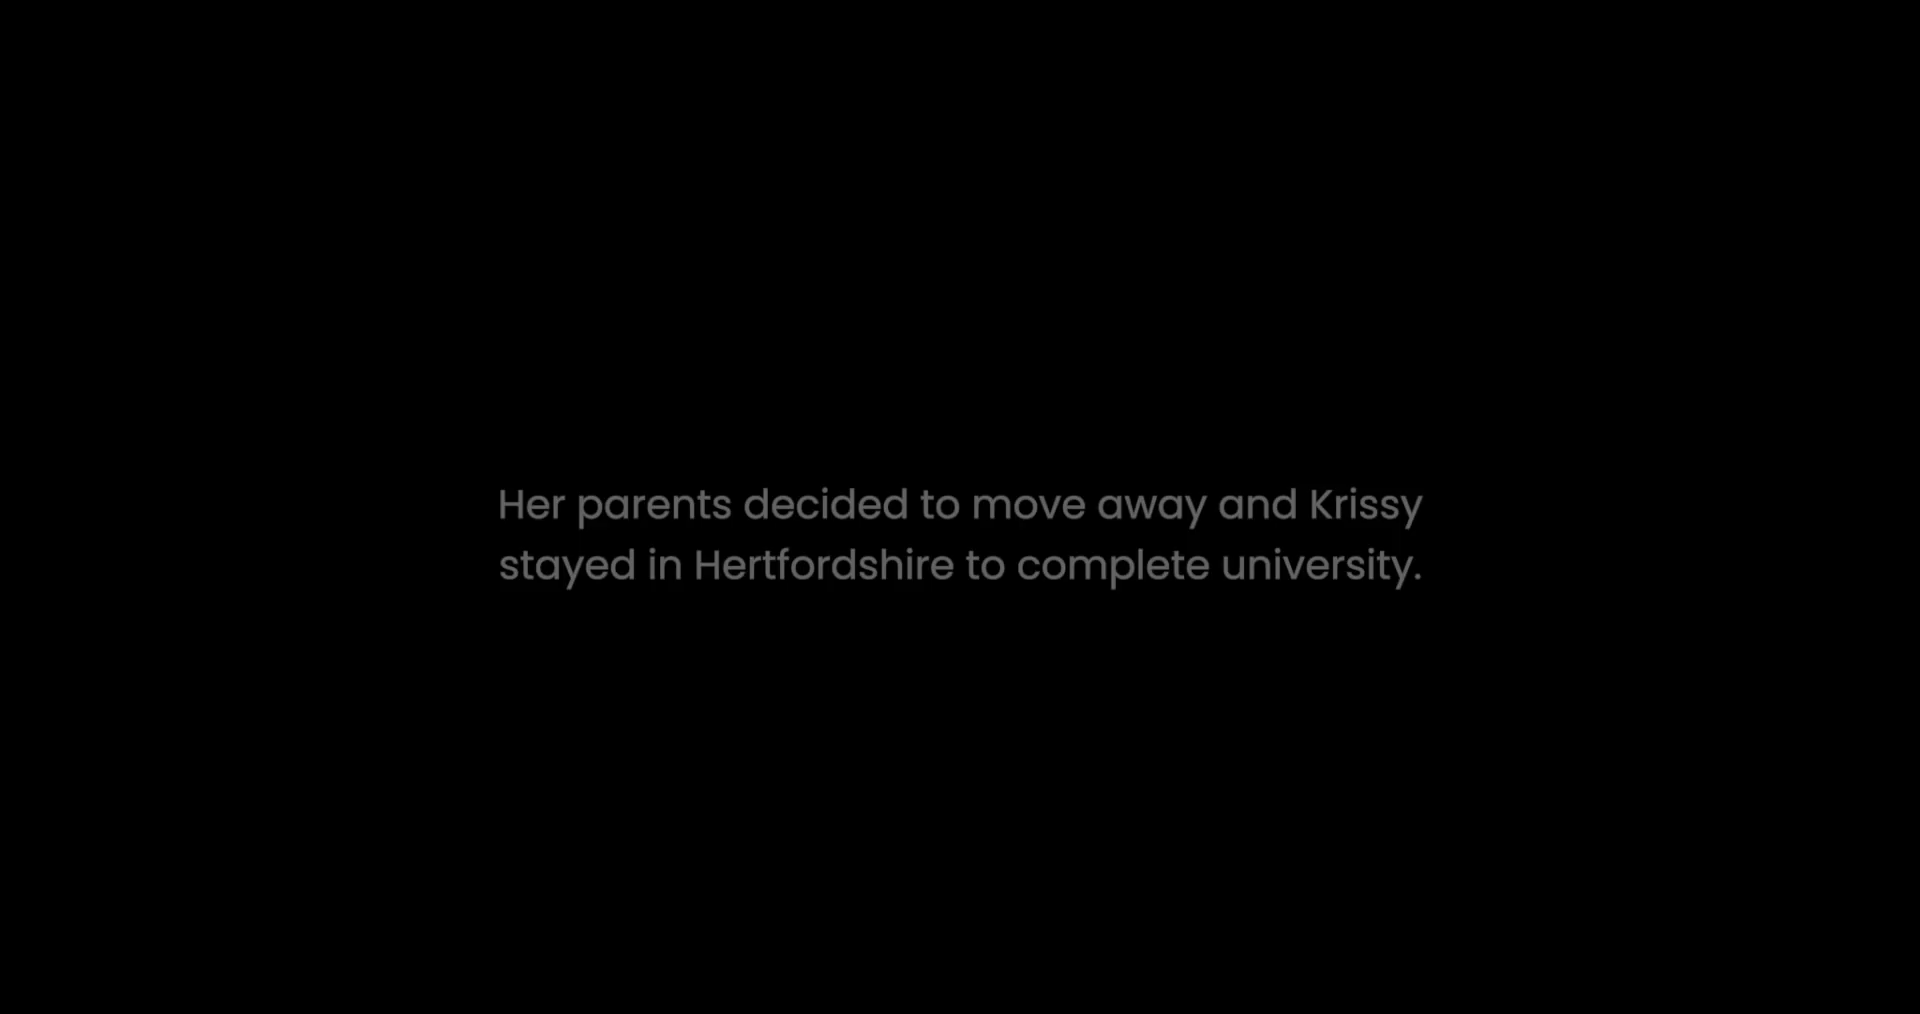 Her parents decided to move away and Krissy
stayed in Hertfordshire to complete university.